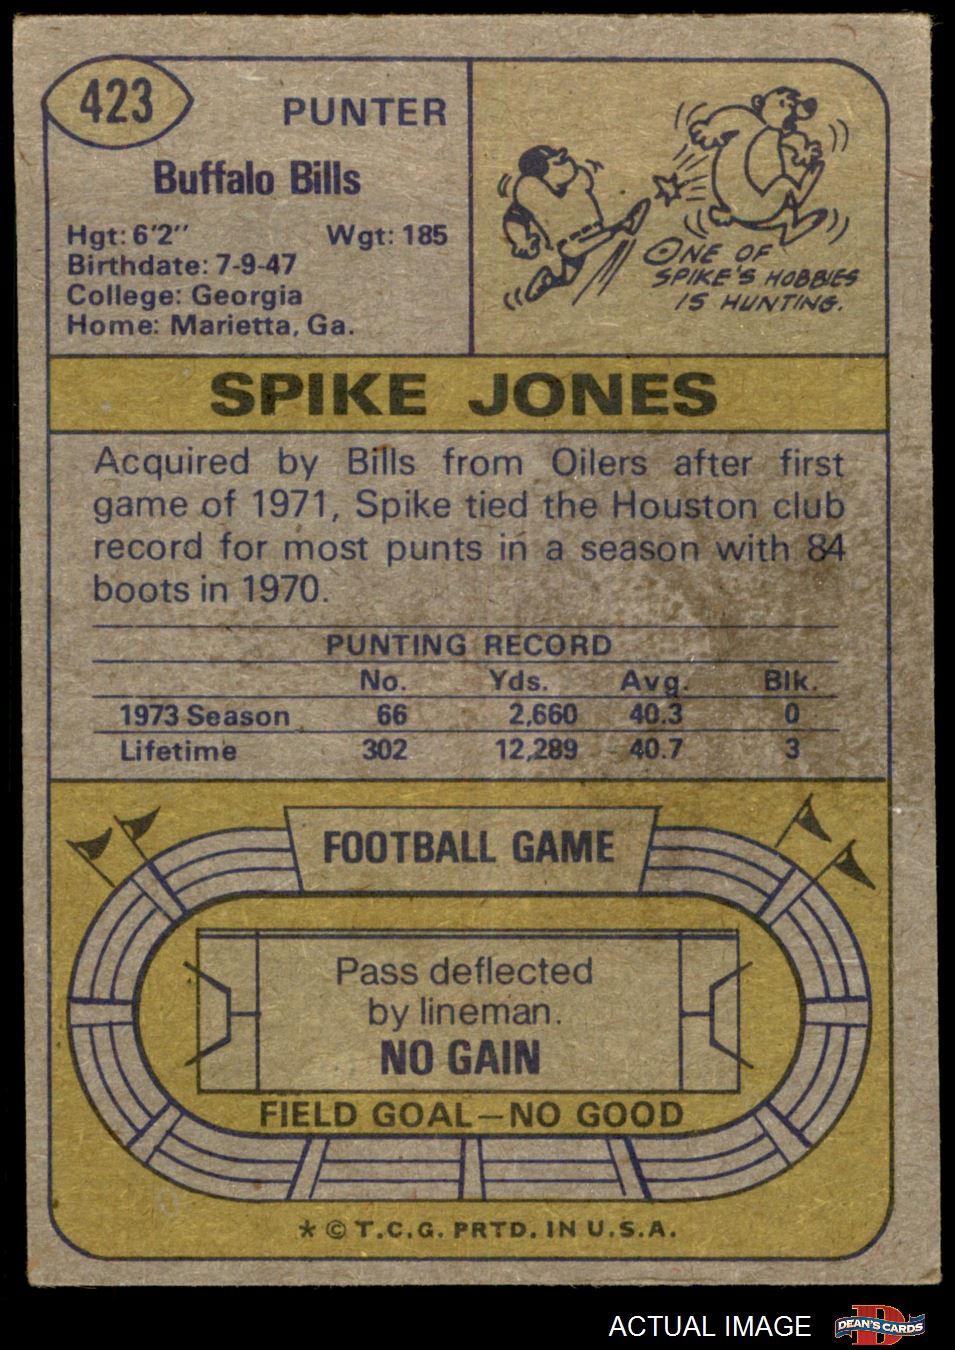 423
PUNTER
Buffalo Bills
Hgt: 6'2" Wgt: 185
Birthdate: 7-9-47
College: Georgia
Home: Marietta, Ga.
ONE OF
SPIKE'S HOBBIES
IS HUNTING.
SPIKE JONES
Acquired by Bills from Oilers after first
game of 1971, Spike tied the Houston club
record for most punts in a season with 84
boots in 1970.
PUNTING RECORD
No. Yds. Avg. Blk.
1973 Season 66 2,660 40.3 0
Lifetime 302 12,289 40.7 3
FOOTBALL GAME
Pass deflected
by lineman.
NO GAIN
FIELD GOAL—NO GOOD
* © T.C.G. PRTD. IN U.S.A.
ACTUAL IMAGE
D
DEAN'S CARDS